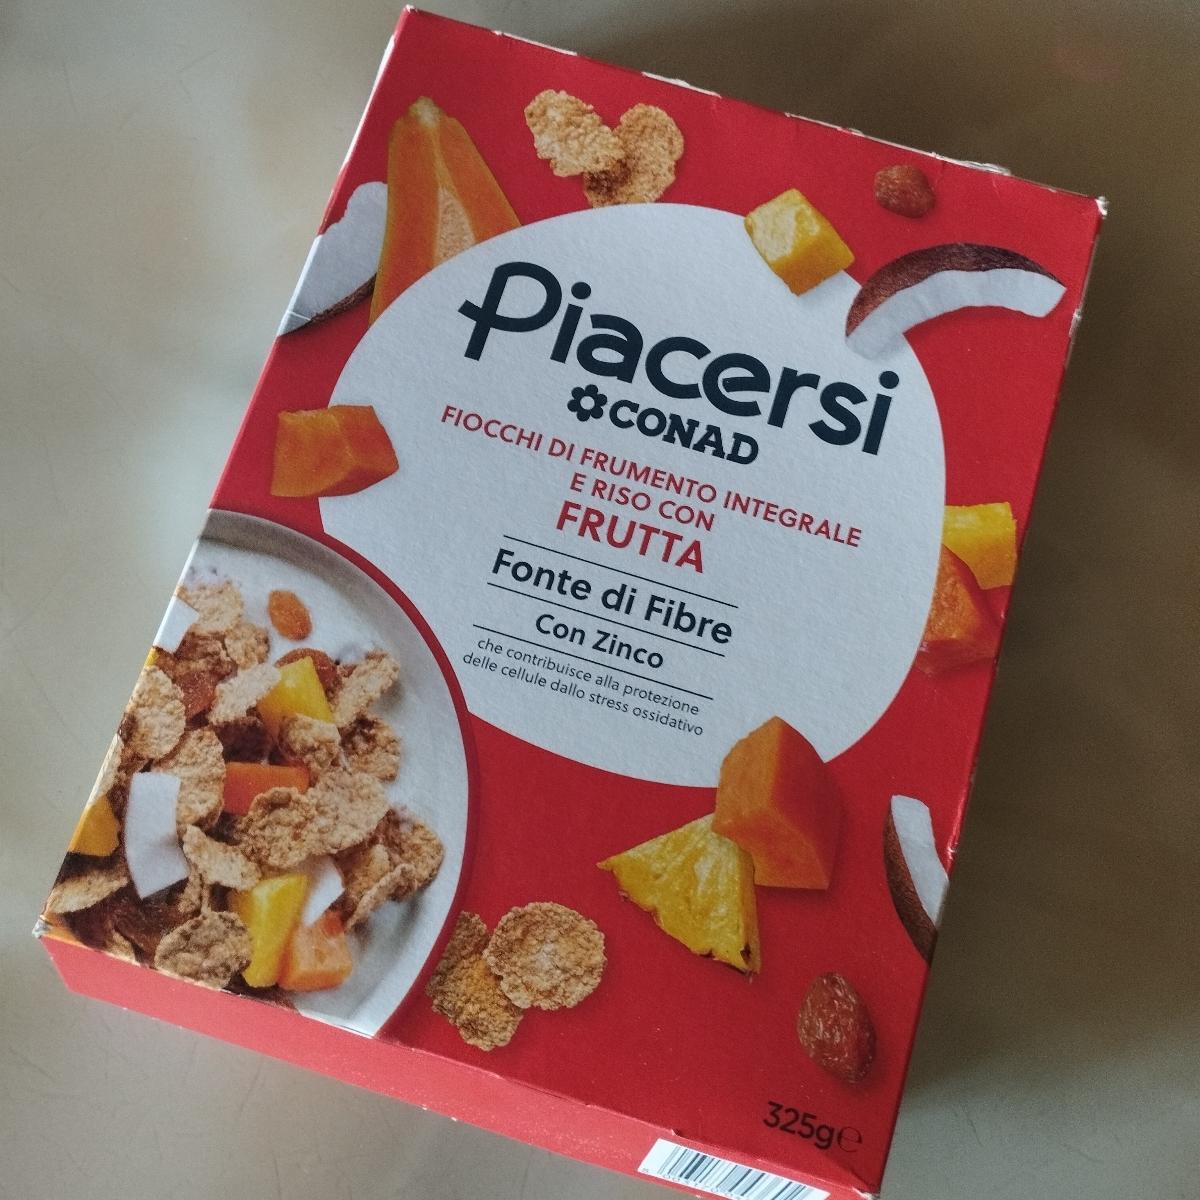 Piacersi
CONAD
FIOCCHI DI FRUMENTO INTEGRALE
E RISO CON
FRUTTA
Fonte di Fibre
Con Zinco
che contribuisce alla protezione
delle cellule dallo stress ossidativo
325g℮